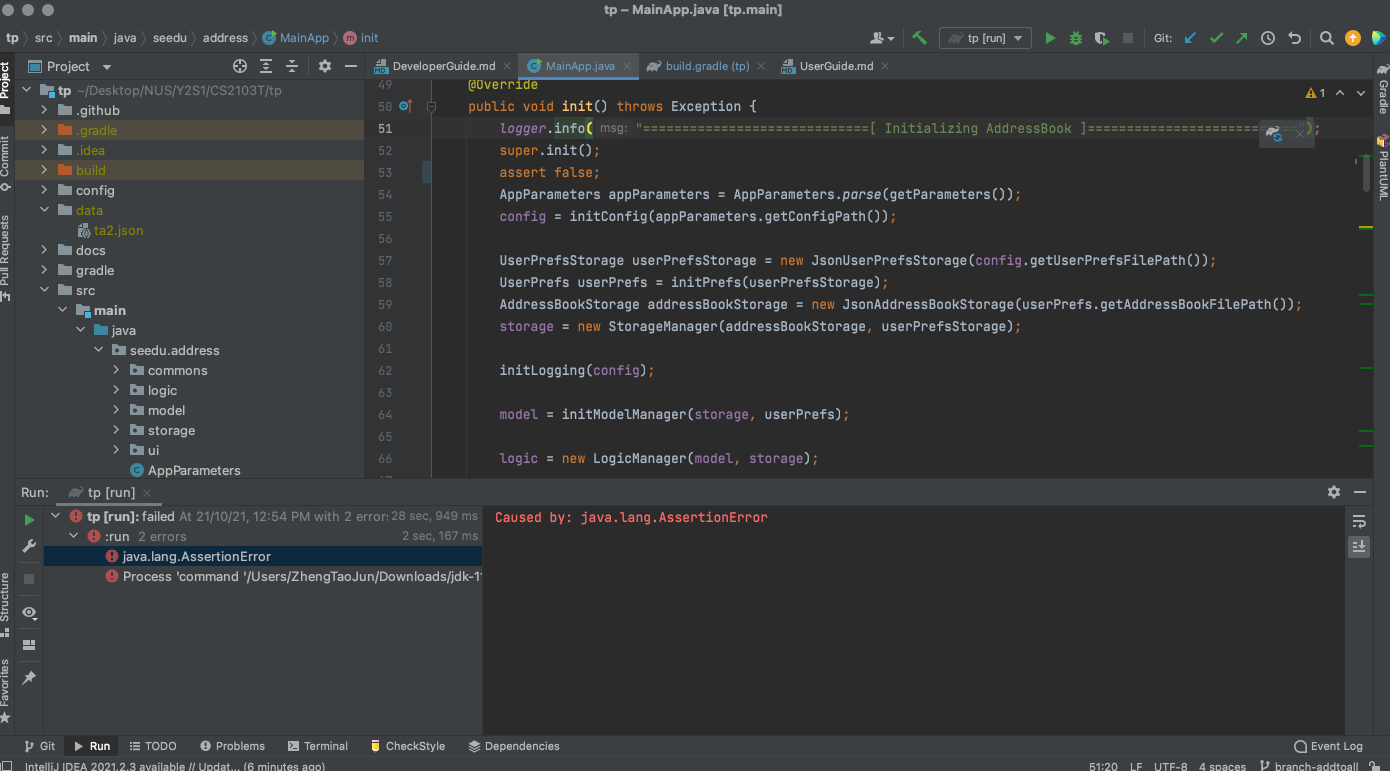 tp – MainApp.java [tp.main]
tp src main java seedu address MainApp init
tp [run] Git:
Project
DeveloperGuide.md MainApp.java build.gradle (tp) UserGuide.md
tp ~/Desktop/NUS/Y2S1/CS2103T/tp
.github
.gradle
.idea
build
config
data
ta2.json
docs
gradle
src
main
java
seedu.address
commons
logic
model
storage
ui
AppParameters
49 @Override
50 public void init() throws Exception {
51 logger.info( msg: "=============================[ Initializing AddressBook ]===========================");
52 super.init();
53 assert false;
54 AppParameters appParameters = AppParameters.parse(getParameters());
55 config = initConfig(appParameters.getConfigPath());
56
57 UserPrefsStorage userPrefsStorage = new JsonUserPrefsStorage(config.getUserPrefsFilePath());
58 UserPrefs userPrefs = initPrefs(userPrefsStorage);
59 AddressBookStorage addressBookStorage = new JsonAddressBookStorage(userPrefs.getAddressBookFilePath());
60 storage = new StorageManager(addressBookStorage, userPrefsStorage);
61
62 initLogging(config);
63
64 model = initModelManager(storage, userPrefs);
65
66 logic = new LogicManager(model, storage);
1
Project
Commit
Pull Requests
Structure
Favorites
Gradle
PlantUML
Run: tp [run]
tp [run]: failed At 21/10/21, 12:54 PM with 2 error 28 sec, 949 ms
:run 2 errors 2 sec, 167 ms
java.lang.AssertionError
Process 'command '/Users/ZhengTaoJun/Downloads/jdk-11
Caused by: java.lang.AssertionError
Git Run TODO Problems Terminal CheckStyle Dependencies Event Log
IntelliJ IDEA 2021.2.3 available // Updat... (6 minutes ago) 51:20 LF UTF-8 4 spaces branch-addtoall